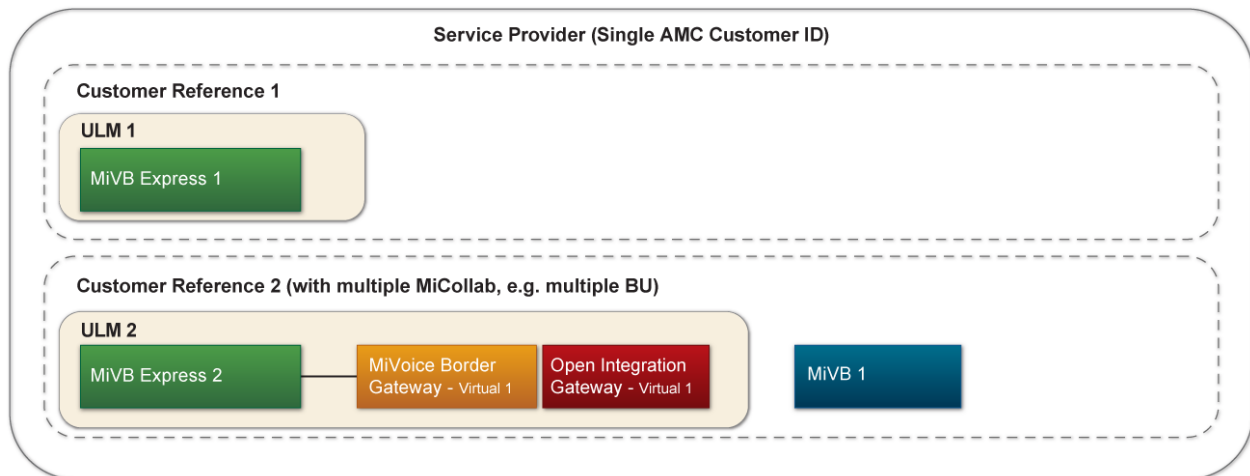 Service Provider (Single AMC Customer ID)
Customer Reference 1
ULM 1
MiVB Express 1
Customer Reference 2 (with multiple MiCollab, e.g. multiple BU)
ULM 2
MiVB Express 2
MiVoice Border
Gateway - Virtual 1
Open Integration
Gateway - Virtual 1
MiVB 1